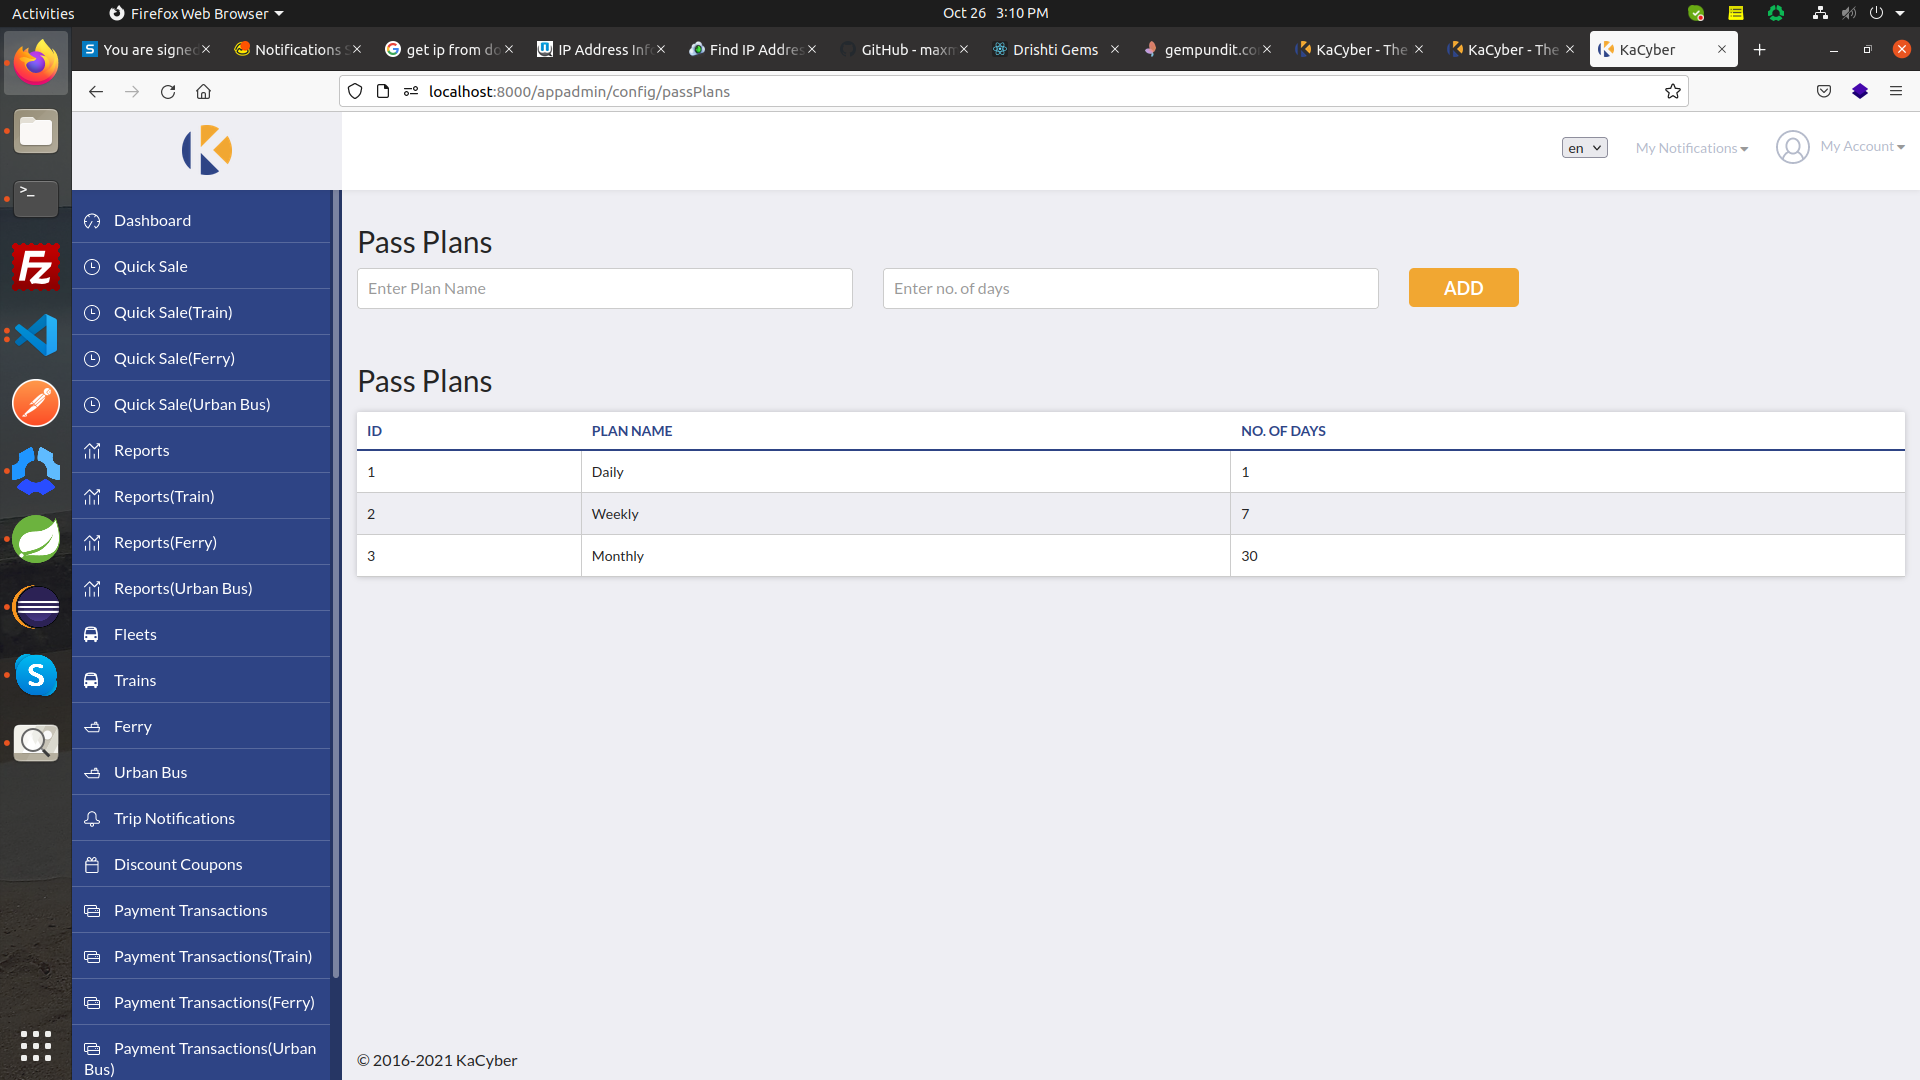 Activities
Firefox Web Browser
Oct 26 3:10 PM
You are signe
Notifications
get ip from do
IP Address Inf
Find IP Addre
GitHub - maxm
Drishti Gems
gempundit.co
KaCyber - The
KaCyber - The
KaCyber
localhost:8000/appadmin/config/passPlans
en
My Notifications
My Account
Dashboard
Quick Sale
Quick Sale(Train)
Quick Sale(Ferry)
Quick Sale(Urban Bus)
Reports
Reports(Train)
Reports(Ferry)
Reports(Urban Bus)
Fleets
Trains
Ferry
Urban Bus
Trip Notifications
Discount Coupons
Payment Transactions
Payment Transactions(Train)
Payment Transactions(Ferry)
Payment Transactions(Urban
Bus)
Pass Plans
Enter Plan Name
Enter no. of days
ADD
Pass Plans
ID PLAN NAME NO. OF DAYS
1 Daily 1
2 Weekly 7
3 Monthly 30
© 2016-2021 KaCyber